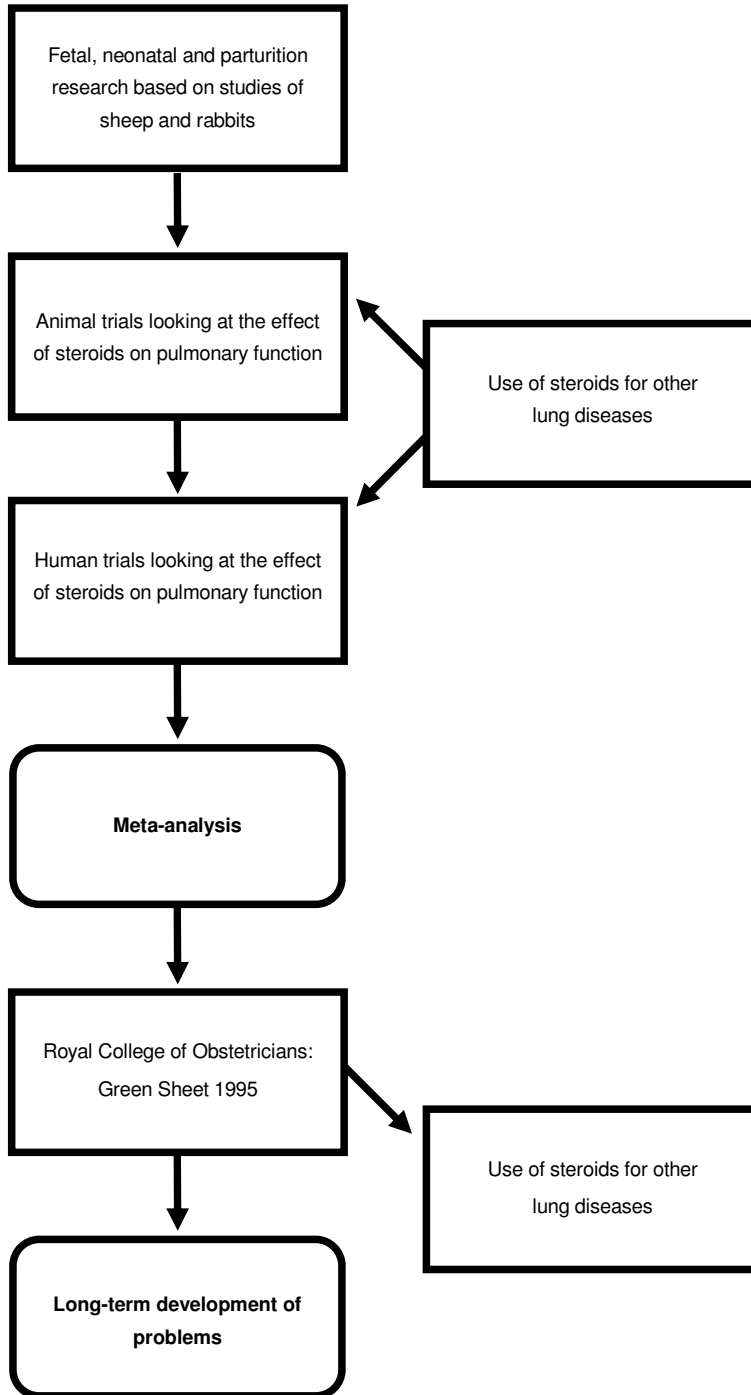 Fetal, neonatal and parturition
research based on studies of
sheep and rabbits
Animal trials looking at the effect
of steroids on pulmonary function
Use of steroids for other
lung diseases
Human trials looking at the effect
of steroids on pulmonary function
Meta-analysis
Royal College of Obstetricians:
Green Sheet 1995
Use of steroids for other
lung diseases
Long-term development of
problems